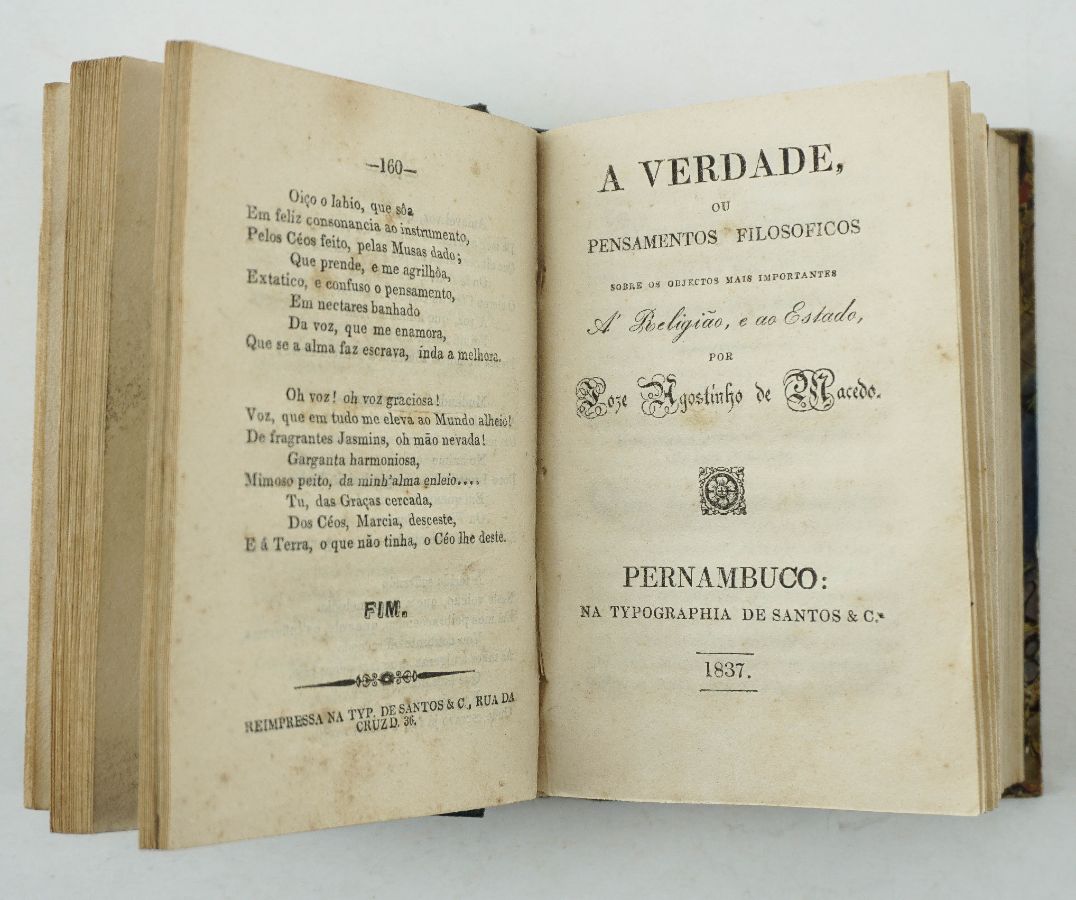 —160—
Oiço o labio, que sôa
Em feliz consonancia ao instrumento,
Pelos Céos feito, pelas Musas dado;
Que prende, e me agrilhôa,
Extatico, e confuso o pensamento,
Em nectares banhado
Da voz, que me enamora,
Que se a alma faz escrava, inda a melhora.
Oh voz! oh voz graciosa!
Voz, que em tudo me eleva ao Mundo alheio!
De fragrantes Jasmins, oh mão nevada!
Garganta harmoniosa,
Mimoso peito, da minh'alma enleio....
Tu, das Graças cercada,
Dos Céos, Marcia, desceste,
E á Terra, o que não tinha, o Céo lhe deste.
FIM.
REIMPRESSA NA TYP. DE SANTOS & C., RUA DA
CRUZ D. 36.
A VERDADE,
OU
PENSAMENTOS FILOSOFICOS
SOBRE OS OBJECTOS MAIS IMPORTANTES
A' Religião, e ao Estado,
POR
Joze Agostinho de Macedo.
PERNAMBUCO:
NA TYPOGRAPHIA DE SANTOS & C.ª
1837.